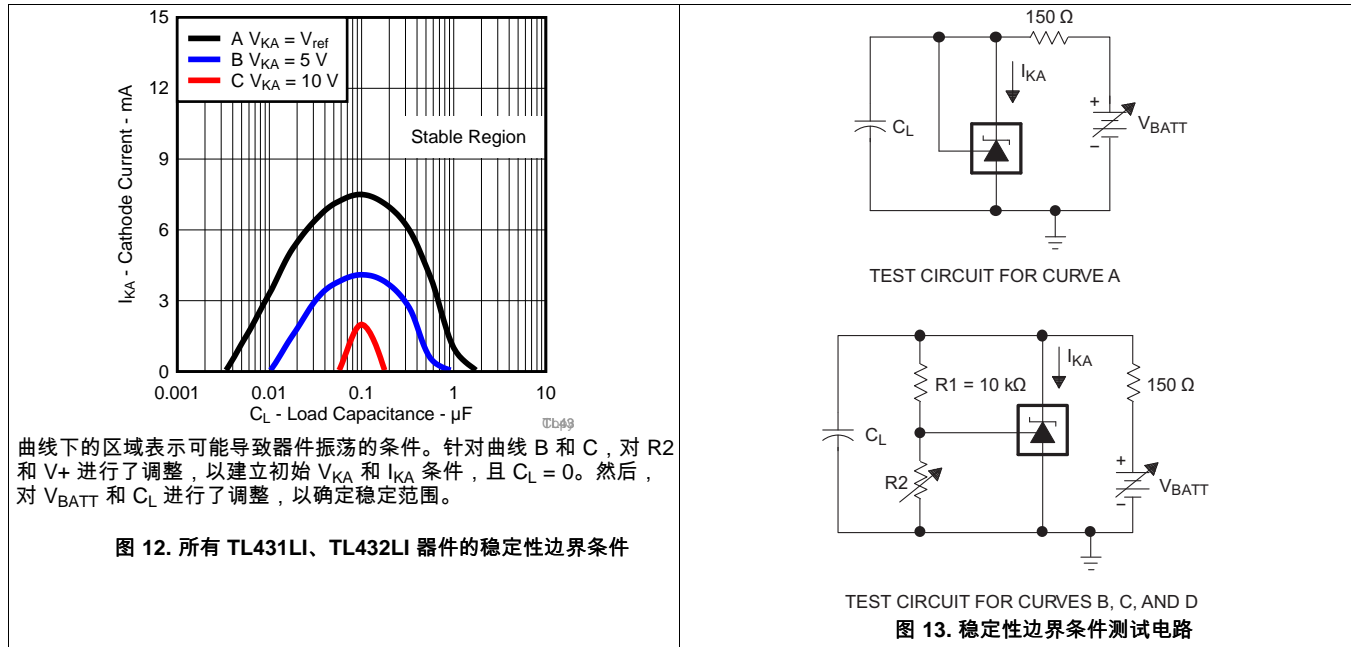 15
A V_KA = V_ref
B V_KA = 5 V
C V_KA = 10 V
12
Stable Region
9
6
3
0
I_KA - Cathode Current - mA
0.001 0.01 0.1 1 10
C_L - Load Capacitance - µF
曲线下的区域表示可能导致器件振荡的条件。针对曲线 B 和 C，对 R2
和 V+ 进行了调整，以建立初始 V_KA 和 I_KA 条件，且 C_L = 0。然后，
对 V_BATT 和 C_L 进行了调整，以确定稳定范围。
图 12. 所有 TL431LI、TL432LI 器件的稳定性边界条件
150 Ω
I_KA
C_L
+
V_BATT
−
TEST CIRCUIT FOR CURVE A
I_KA
R1 = 10 kΩ
150 Ω
C_L
+
R2
V_BATT
−
TEST CIRCUIT FOR CURVES B, C, AND D
图 13. 稳定性边界条件测试电路